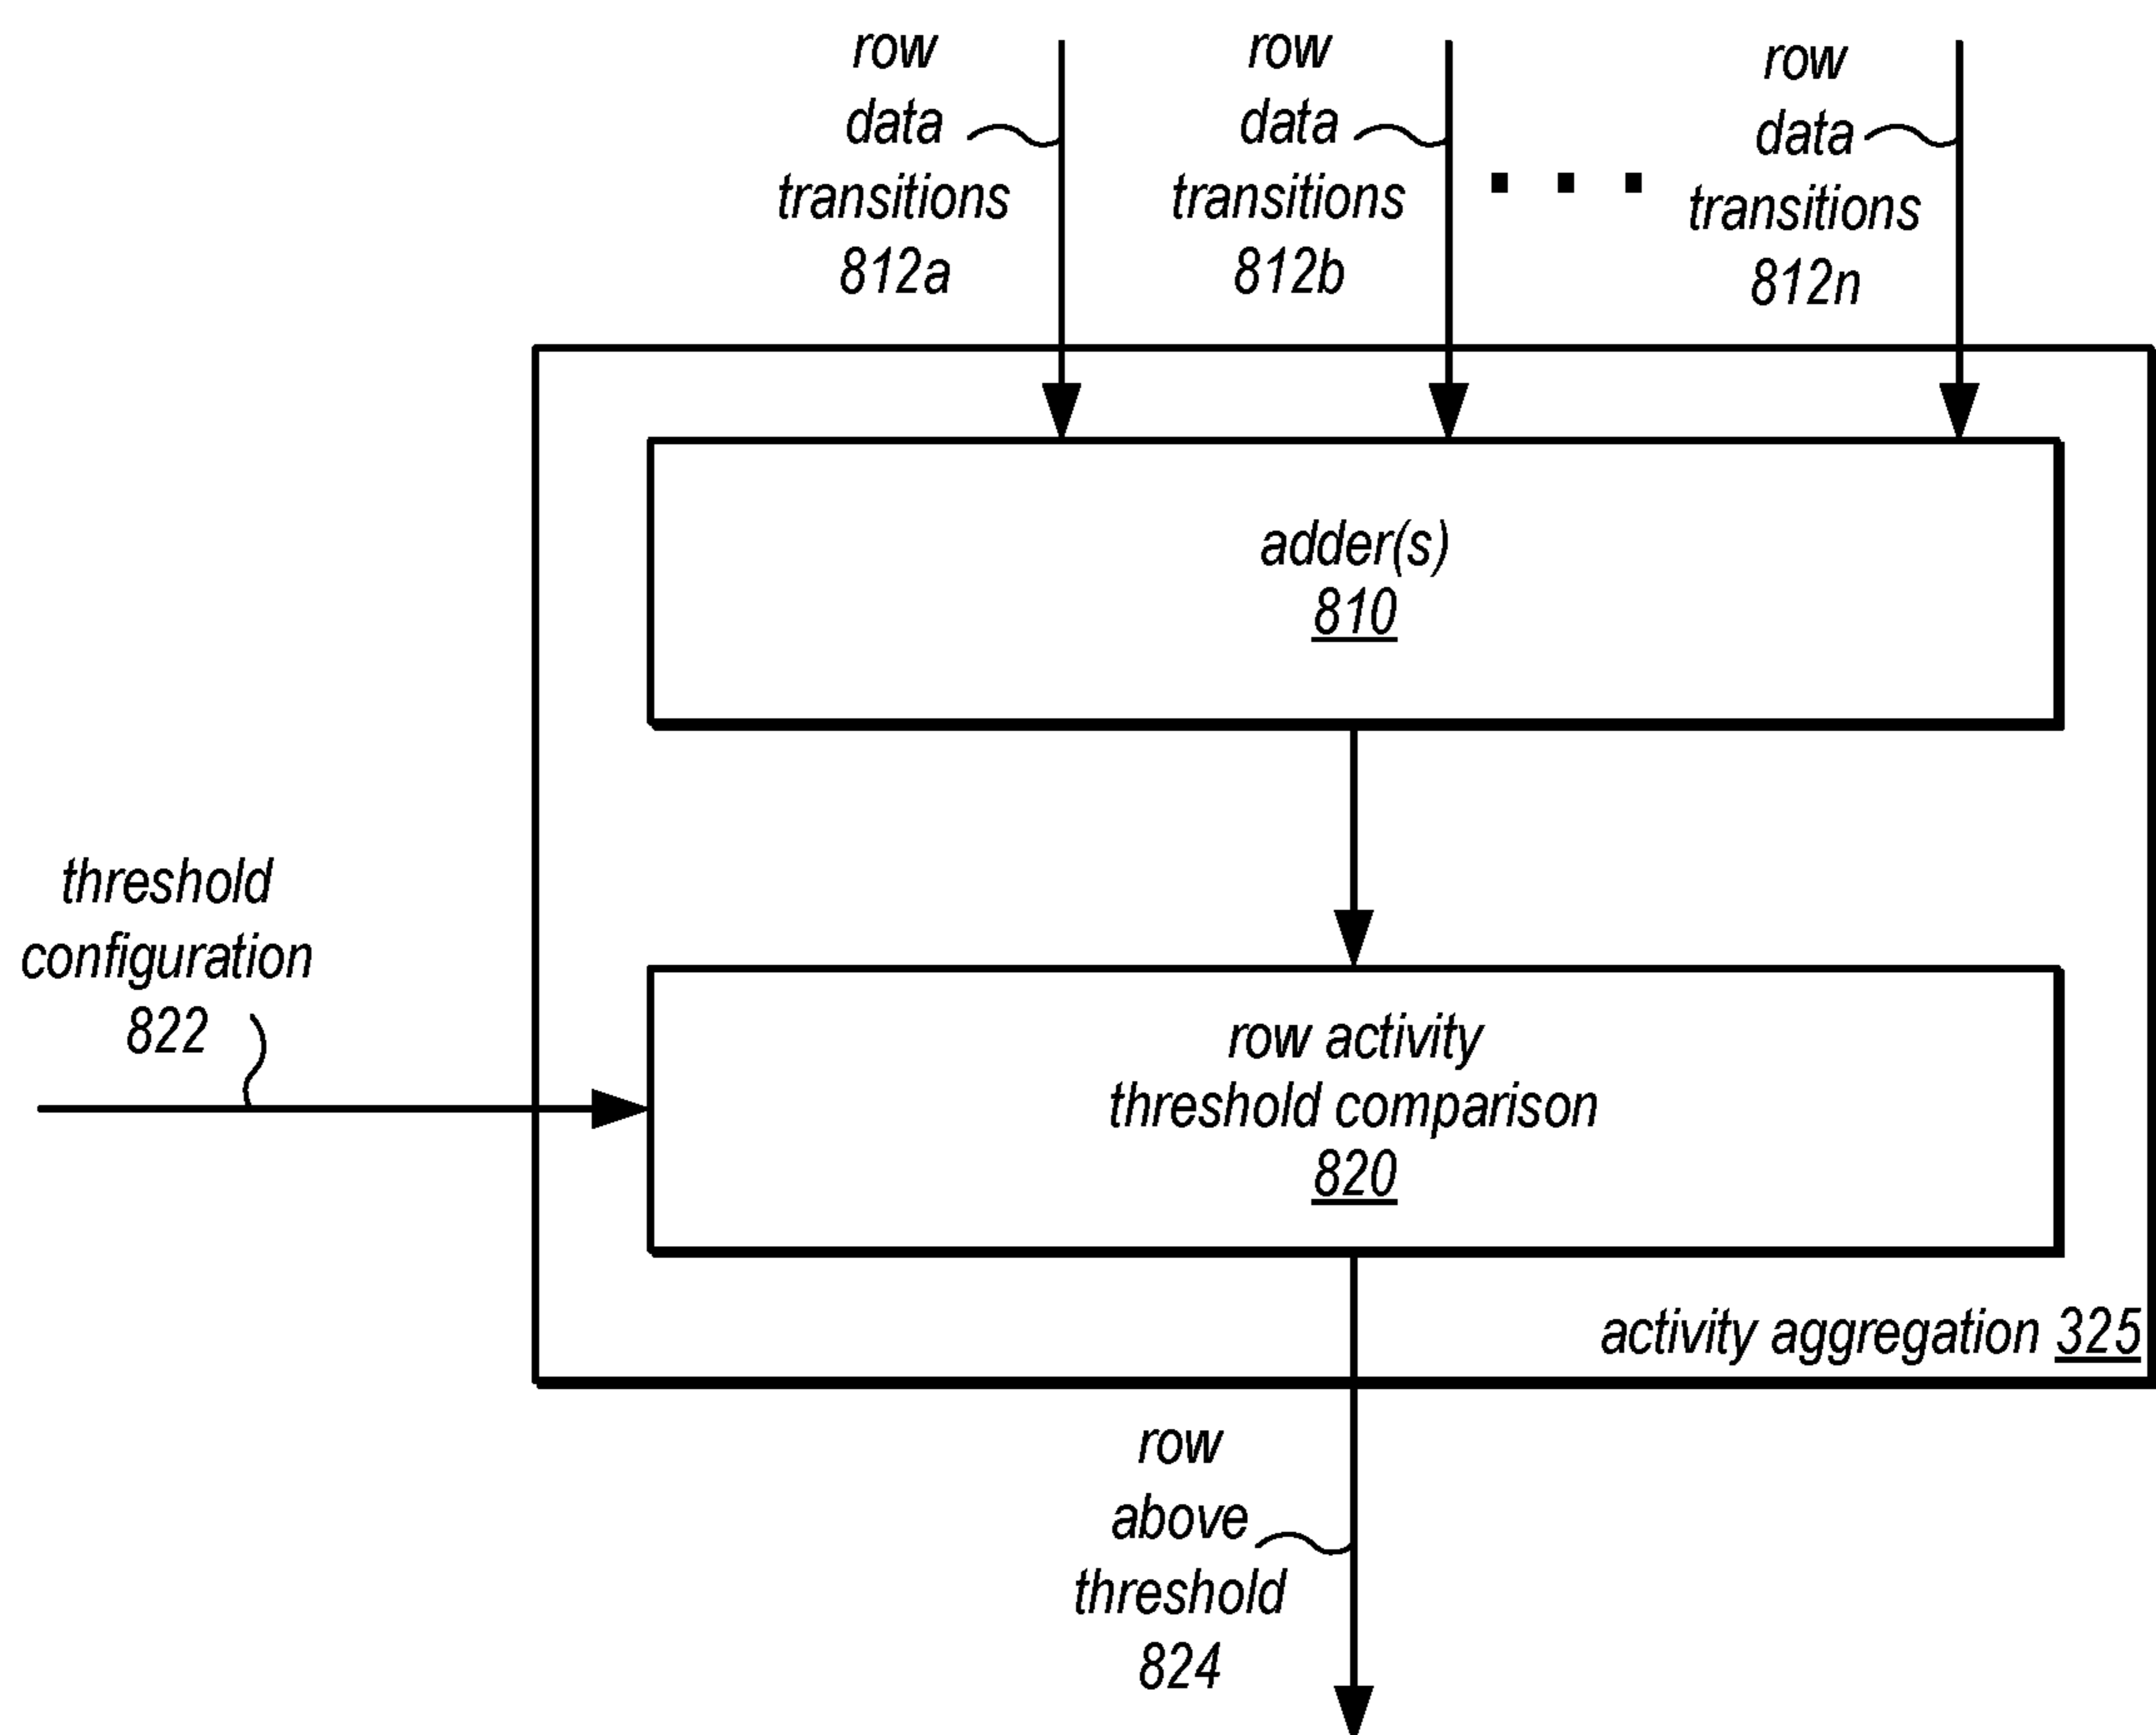 row
data
transitions
812a
row
data
transitions
812b
row
data
transitions
812n
adder(s)
810
threshold
configuration
822
row activity
threshold comparison
820
activity aggregation 325
row
above
threshold
824